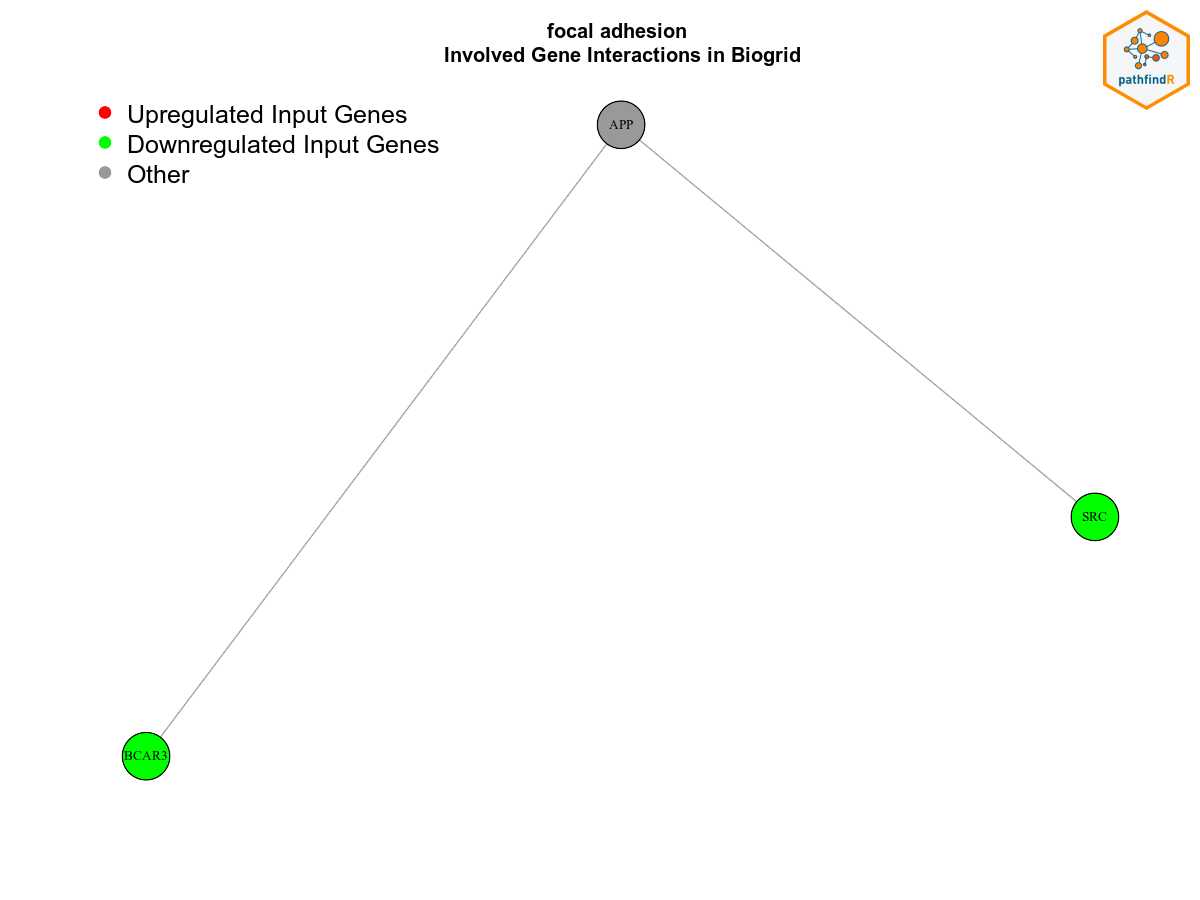 focal adhesion
Involved Gene Interactions in Biogrid
pathfindR
Upregulated Input Genes
Downregulated Input Genes
Other
APP
SRC
BCAR3